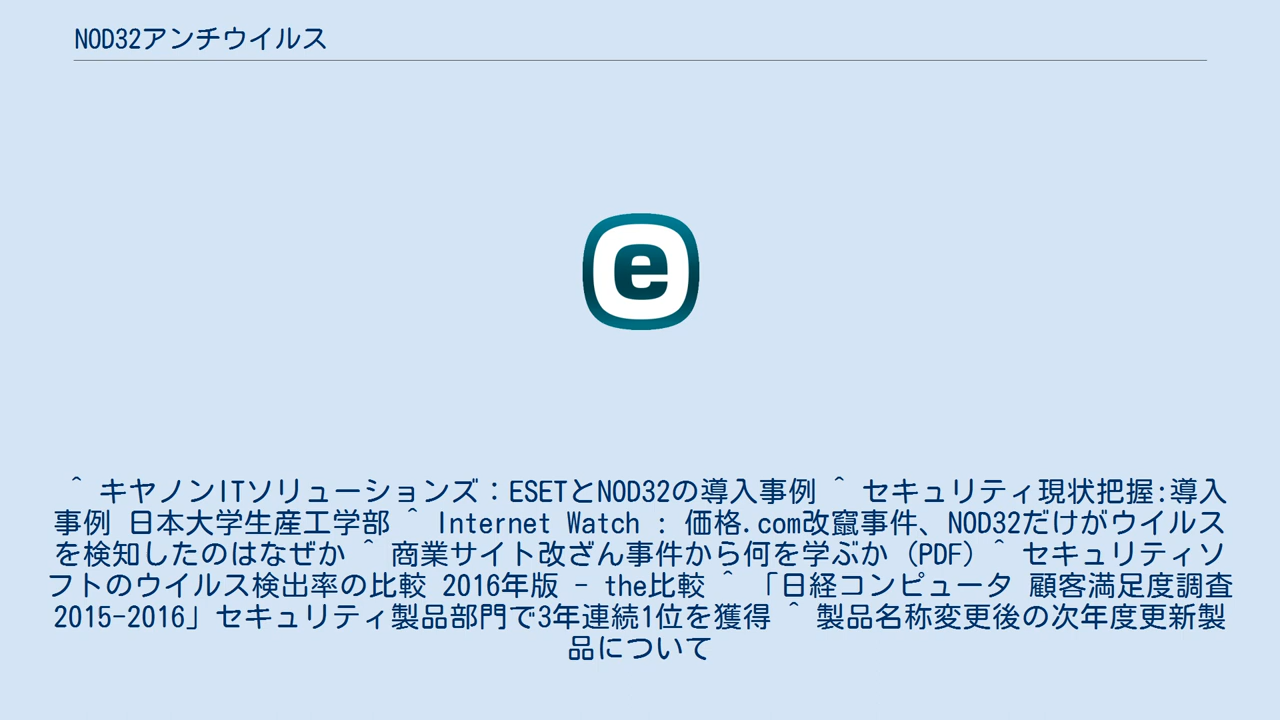 NOD32アンチウイルス
e
^ キヤノンITソリューションズ：ESETとNOD32の導入事例 ^ セキュリティ現状把握:導入
事例 日本大学生産工学部 ^ Internet Watch : 価格.com改竄事件、NOD32だけがウイルス
を検知したのはなぜか ^ 商業サイト改ざん事件から何を学ぶか（PDF）^ セキュリティソ
フトのウイルス検出率の比較 2016年版 - the比較 ^ 「日経コンピュータ 顧客満足度調査
2015-2016」セキュリティ製品部門で3年連続1位を獲得 ^ 製品名称変更後の次年度更新製
品について